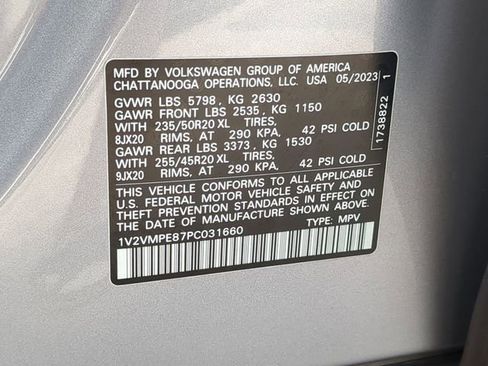 MFD BY VOLKSWAGEN GROUP OF AMERICA
CHATTANOOGA OPERATIONS, LLC. USA 05/2023
GVWR LBS 5798, KG 2630
GAWR FRONT LBS 2535, KG 1150
WITH 235/50R20 XL TIRES,
8JX20 RIMS, AT 290 KPA. 42 PSI COLD
GAWR REAR LBS 3373, KG 1530
WITH 255/45R20 XL TIRES,
9JX20 RIMS, AT 290 KPA. 42 PSI COLD
THIS VEHICLE CONFORMS TO ALL APPLICABLE
U.S. FEDERAL MOTOR VEHICLE SAFETY AND
THEFT PREVENTION STANDARDS IN EFFECT ON
THE DATE OF MANUFACTURE SHOWN ABOVE.
1V2VMPE87PC031660 TYPE: MPV
1738822 1